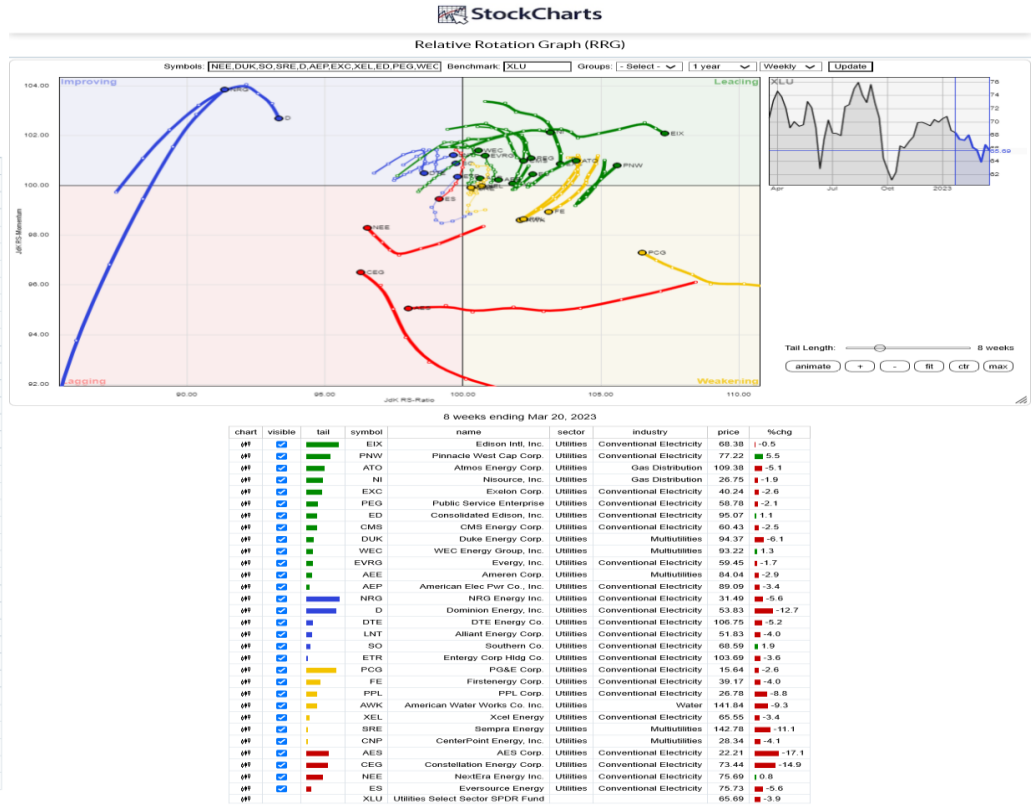 StockCharts
Relative Rotation Graph (RRG)
Symbols: NEE,DUK,SO,SRE,D,AEP,EXC,XEL,ED,PEG,WEC Benchmark: XLU Groups: - Select - 1 year Weekly Update
Improving
Leading
Lagging
Weakening
104.00
102.00
100.00
98.00
96.00
94.00
92.00
JdK RS-Momentum
90.00 95.00 100.00 105.00 110.00
JdK RS-Ratio
D
EIX
WEC
EVRG
ATO
PNW
ES
FE
NEE
PCG
CEG
XLU
76
74
72
70
68
65.69
64
62
Apr Jul Oct 2023
Tail Length: 8 weeks
animate + - fit ctr max
8 weeks ending Mar 20, 2023
chart visible tail symbol name sector industry price %chg
EIX Edison Intl, Inc. Utilities Conventional Electricity 68.38 -0.5
PNW Pinnacle West Cap Corp. Utilities Conventional Electricity 77.22 5.5
ATO Atmos Energy Corp. Utilities Gas Distribution 109.38 -5.1
NI Nisource, Inc. Utilities Gas Distribution 26.75 -1.9
EXC Exelon Corp. Utilities Conventional Electricity 40.24 -2.6
PEG Public Service Enterprise Utilities Conventional Electricity 58.78 -2.1
ED Consolidated Edison, Inc. Utilities Conventional Electricity 95.07 1.1
CMS CMS Energy Corp. Utilities Conventional Electricity 60.43 -2.5
DUK Duke Energy Corp. Utilities Multiutilities 94.37 -6.1
WEC WEC Energy Group, Inc. Utilities Multiutilities 93.22 1.3
EVRG Evergy, Inc. Utilities Conventional Electricity 59.45 -1.7
AEE Ameren Corp. Utilities Multiutilities 84.04 -2.9
AEP American Elec Pwr Co., Inc. Utilities Conventional Electricity 89.09 -3.4
NRG NRG Energy, Inc. Utilities Conventional Electricity 31.49 -5.6
D Dominion Energy, Inc. Utilities Conventional Electricity 53.83 -12.7
DTE DTE Energy Co. Utilities Conventional Electricity 106.75 -5.2
LNT Alliant Energy Corp. Utilities Conventional Electricity 51.83 -4.0
SO Southern Co. Utilities Conventional Electricity 68.59 1.9
ETR Entergy Corp Hldg Co. Utilities Conventional Electricity 103.69 -3.6
PCG PG&E Corp. Utilities Conventional Electricity 15.64 -2.6
FE Firstenergy Corp. Utilities Conventional Electricity 39.17 -4.0
PPL PPL Corp. Utilities Conventional Electricity 26.78 -8.8
AWK American Water Works Co. Inc. Utilities Water 141.84 -9.3
XEL Xcel Energy Utilities Conventional Electricity 65.55 -3.4
SRE Sempra Energy Utilities Multiutilities 142.78 -11.1
CNP CenterPoint Energy, Inc. Utilities Multiutilities 28.34 -4.1
AES AES Corp. Utilities Conventional Electricity 22.21 -17.1
CEG Constellation Energy Corp. Utilities Conventional Electricity 73.44 -14.9
NEE NextEra Energy Inc. Utilities Conventional Electricity 75.69 0.8
ES Eversource Energy Utilities Conventional Electricity 75.73 -5.6
XLU Utilities Select Sector SPDR Fund 65.69 -3.9